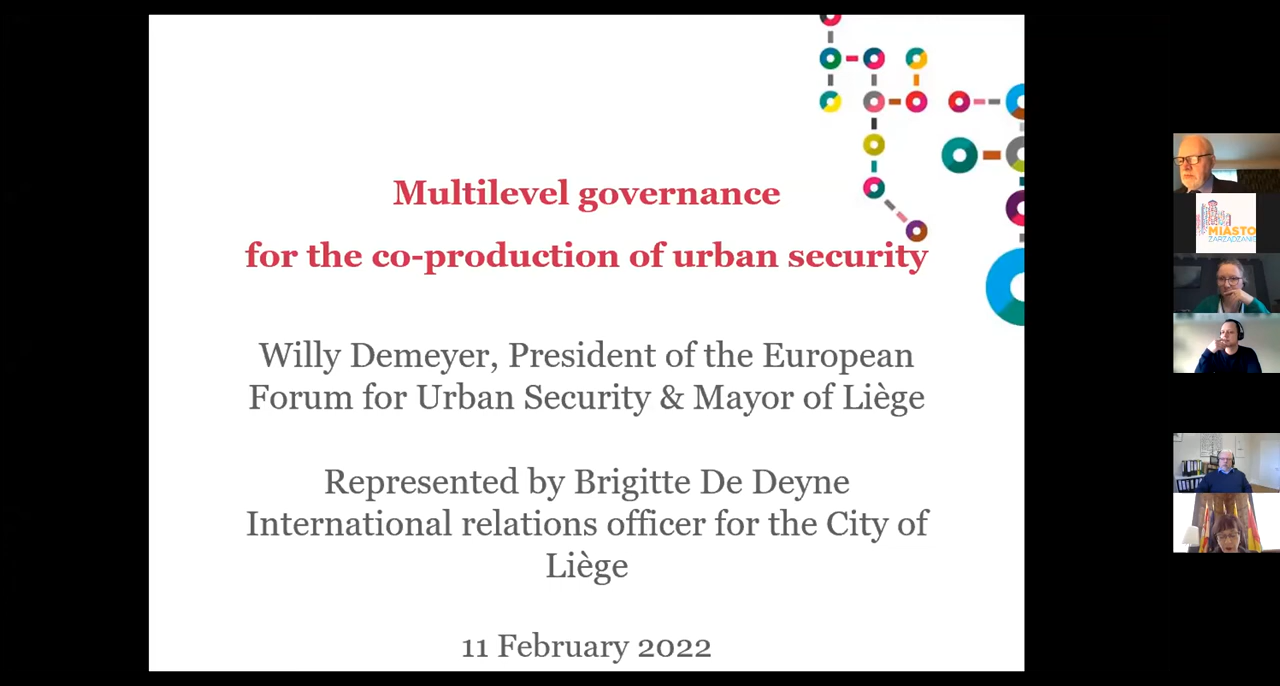 Multilevel governance
for the co-production of urban security
Willy Demeyer, President of the European
Forum for Urban Security & Mayor of Liège
Represented by Brigitte De Deyne
International relations officer for the City of
Liège
11 February 2022
MIASTO
ZARZĄDZANIE